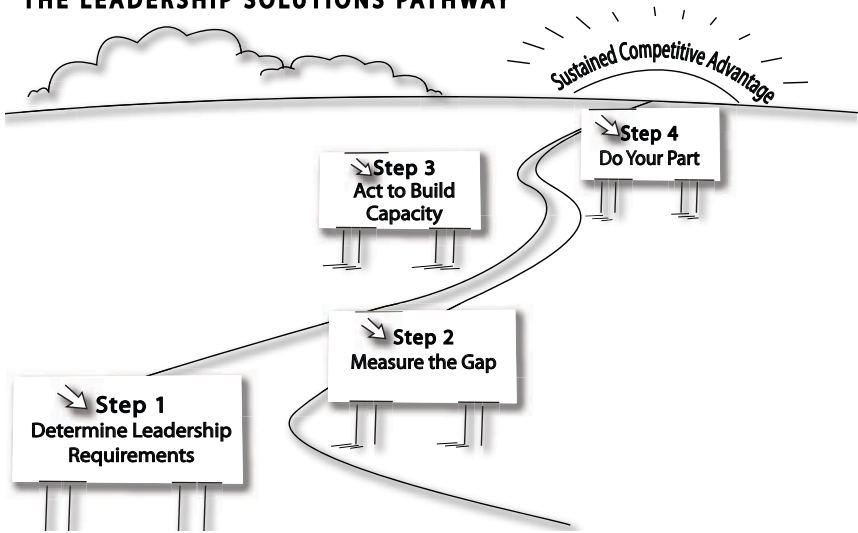 THE LEADERSHIP SOLUTIONS PATHWAY
Sustained Competitive Advantage
Step 4
Do Your Part
Step 3
Act to Build
Capacity
Step 2
Measure the Gap
Step 1
Determine Leadership
Requirements